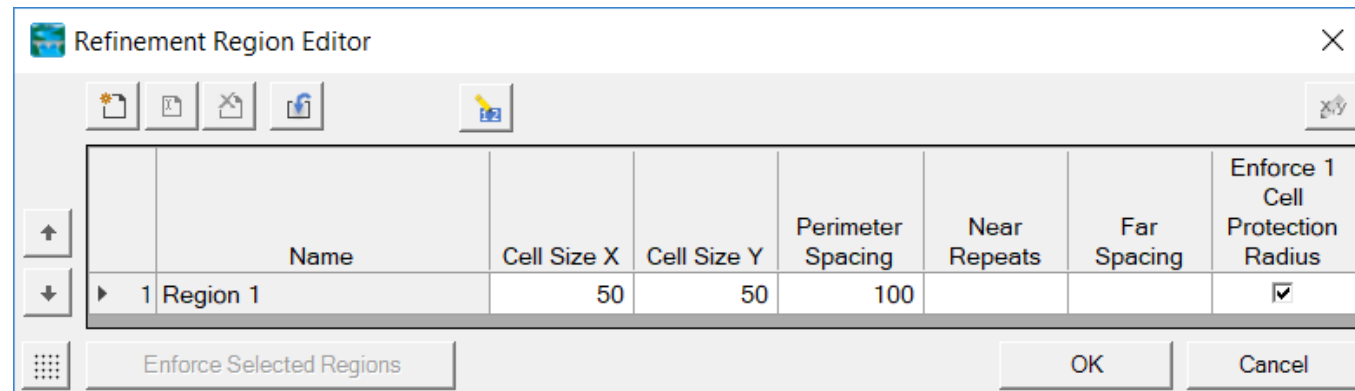 Refinement Region Editor
x,y
Name
Cell Size X
Cell Size Y
Perimeter
Spacing
Near
Repeats
Far
Spacing
Enforce 1
Cell
Protection
Radius
1 Region 1 50 50 100
Enforce Selected Regions
OK
Cancel